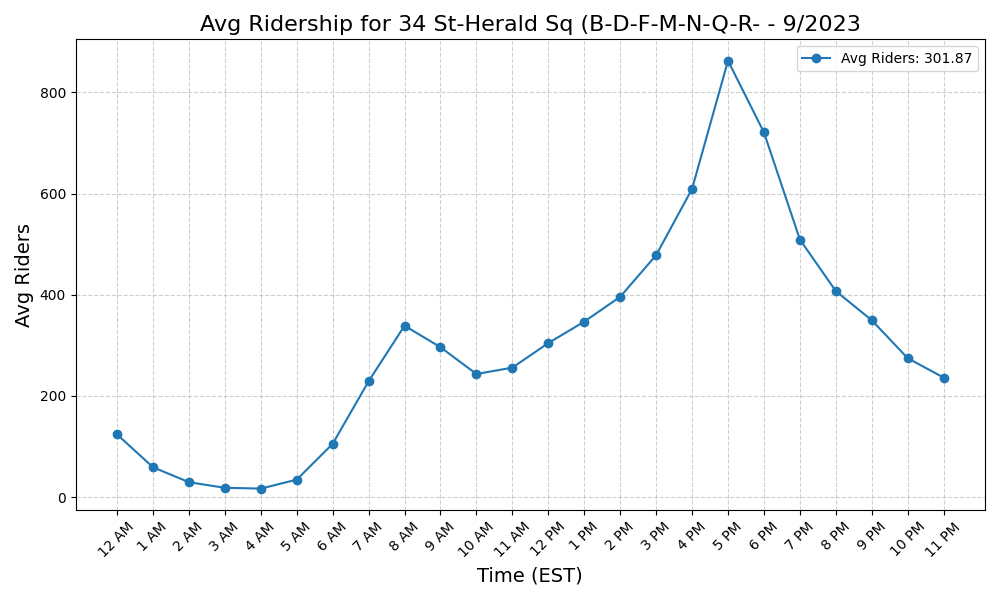 Avg Ridership for 34 St-Herald Sq (B-D-F-M-N-Q-R- - 9/2023
Avg Riders: 301.87
Avg Riders
800
600
400
200
0
12 AM
1 AM
2 AM
3 AM
4 AM
5 AM
6 AM
7 AM
8 AM
9 AM
10 AM
11 AM
12 PM
1 PM
2 PM
3 PM
4 PM
5 PM
6 PM
7 PM
8 PM
9 PM
10 PM
11 PM
Time (EST)